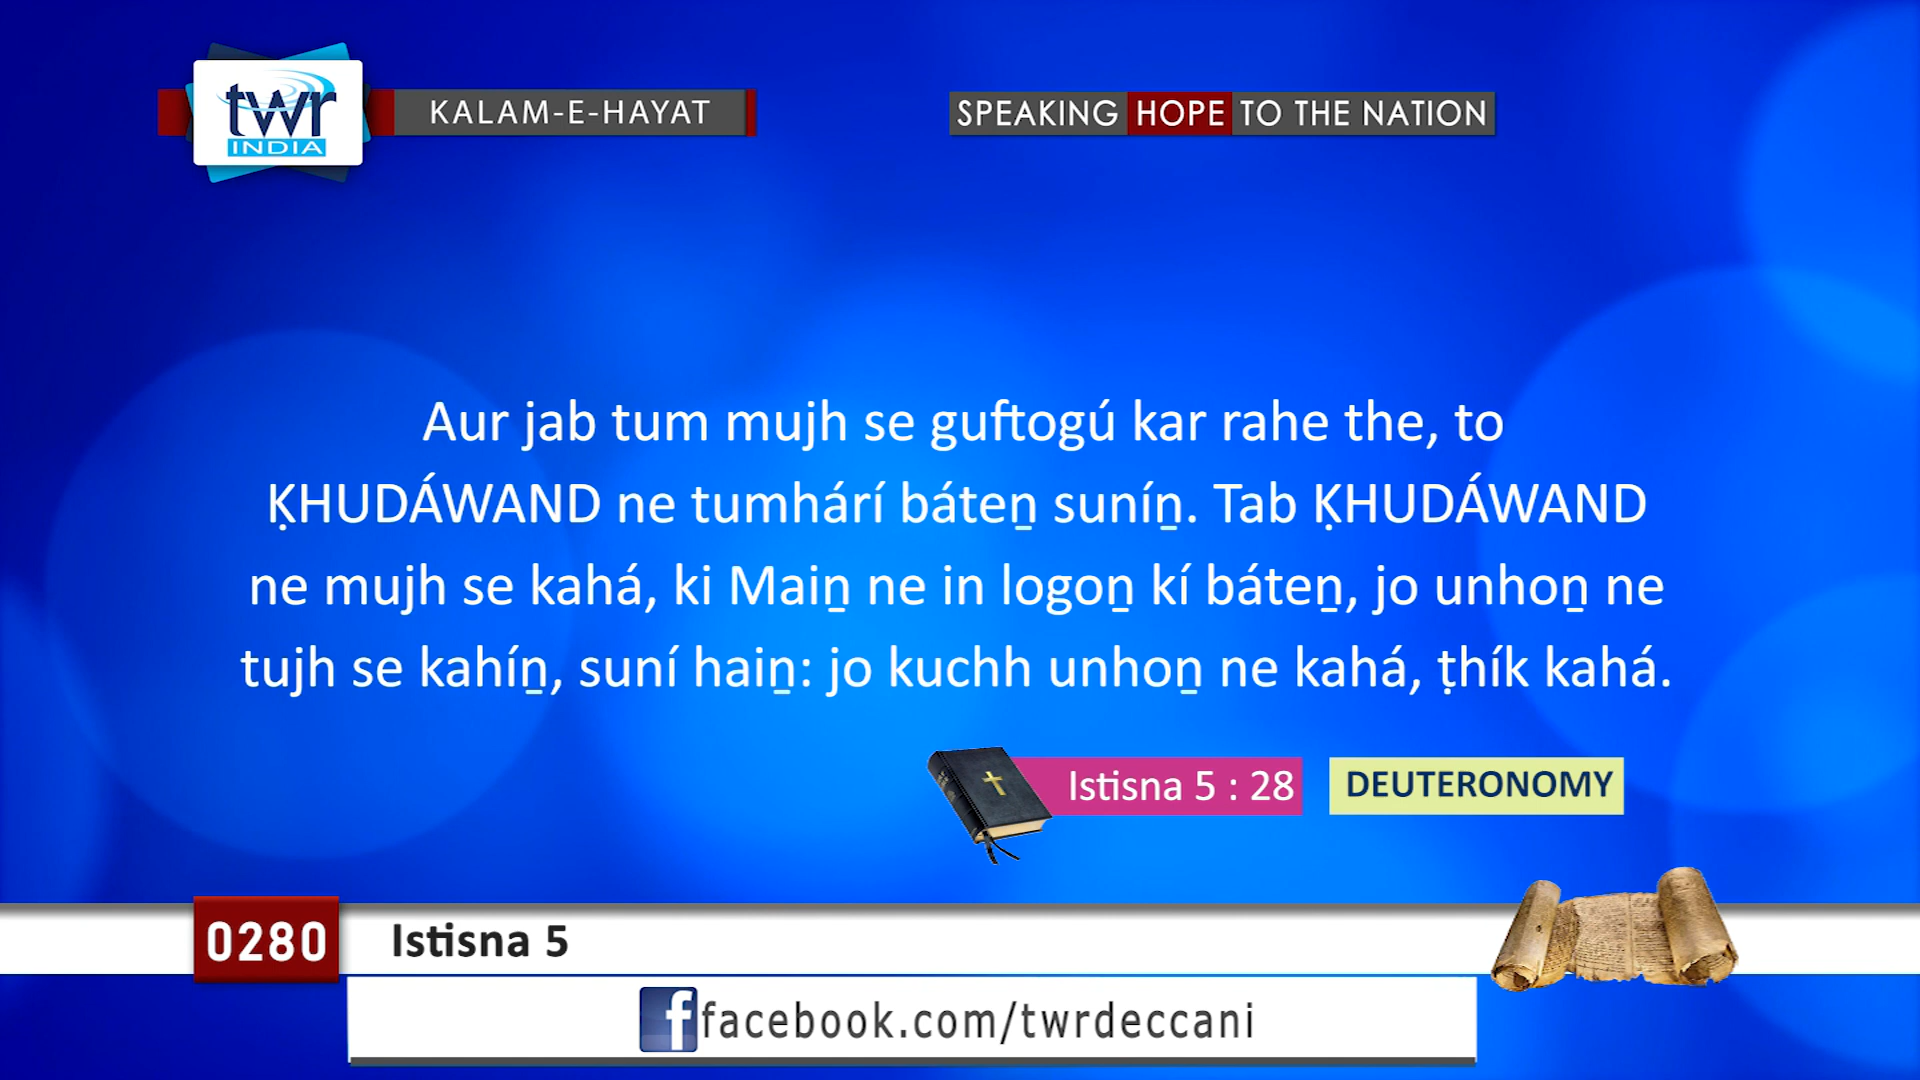 twr
INDIA
KALAM-E-HAYAT
SPEAKING HOPE TO THE NATION
Aur jab tum mujh se guftogú kar rahe the, to
ḲHUDÁWAND ne tumhárí báteṉ suníṉ. Tab ḲHUDÁWAND
ne mujh se kahá, ki Maiṉ ne in logoṉ kí báteṉ, jo unhoṉ ne
tujh se kahíṉ, suní haiṉ: jo kuchh unhoṉ ne kahá, ṭhík kahá.
Istisna 5 : 28
DEUTERONOMY
0280
Istisna 5
facebook.com/twrdeccani